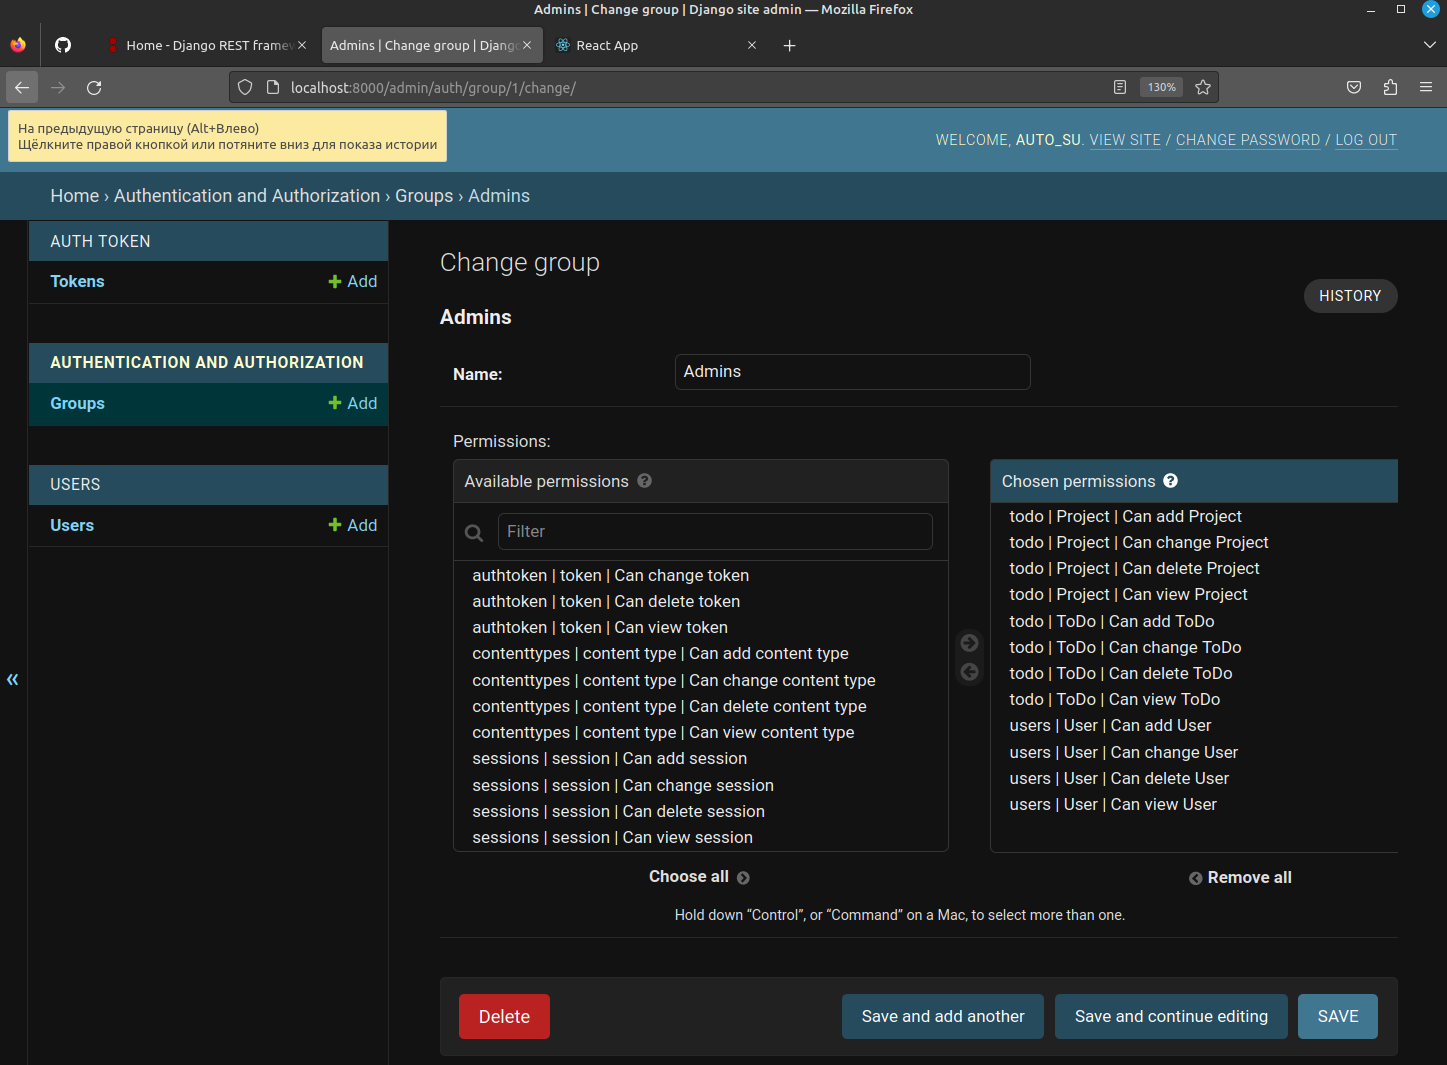 Admins | Change group | Django site admin — Mozilla Firefox
Home - Django REST framew
Admins | Change group | Djang
React App
localhost:8000/admin/auth/group/1/change/
130%
На предыдущую страницу (Alt+Влево)
Щёлкните правой кнопкой или потяните вниз для показа истории
WELCOME, AUTO_SU. VIEW SITE / CHANGE PASSWORD / LOG OUT
Home › Authentication and Authorization › Groups › Admins
AUTH TOKEN
Tokens
Add
AUTHENTICATION AND AUTHORIZATION
Groups
Add
USERS
Users
Add
«
Change group
HISTORY
Admins
Name:
Admins
Permissions:
Available permissions ?
Filter
authtoken | token | Can change token
authtoken | token | Can delete token
authtoken | token | Can view token
contenttypes | content type | Can add content type
contenttypes | content type | Can change content type
contenttypes | content type | Can delete content type
contenttypes | content type | Can view content type
sessions | session | Can add session
sessions | session | Can change session
sessions | session | Can delete session
sessions | session | Can view session
Choose all
Chosen permissions ?
todo | Project | Can add Project
todo | Project | Can change Project
todo | Project | Can delete Project
todo | Project | Can view Project
todo | ToDo | Can add ToDo
todo | ToDo | Can change ToDo
todo | ToDo | Can delete ToDo
todo | ToDo | Can view ToDo
users | User | Can add User
users | User | Can change User
users | User | Can delete User
users | User | Can view User
Remove all
Hold down “Control”, or “Command” on a Mac, to select more than one.
Delete
Save and add another
Save and continue editing
SAVE